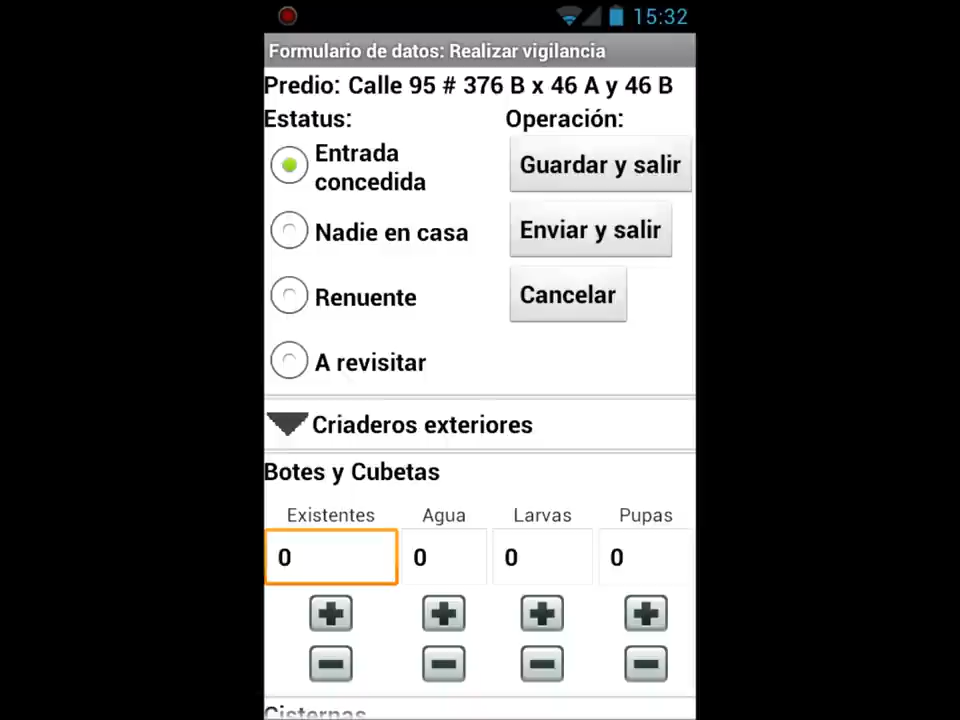 15:32
Formulario de datos: Realizar vigilancia
Predio: Calle 95 # 376 B x 46 A y 46 B
Estatus:
Operación:
Entrada
concedida
Guardar y salir
Nadie en casa
Enviar y salir
Renuente
Cancelar
A revisitar
Criaderos exteriores
Botes y Cubetas
Existentes Agua Larvas Pupas
0 0 0 0
Cisternas